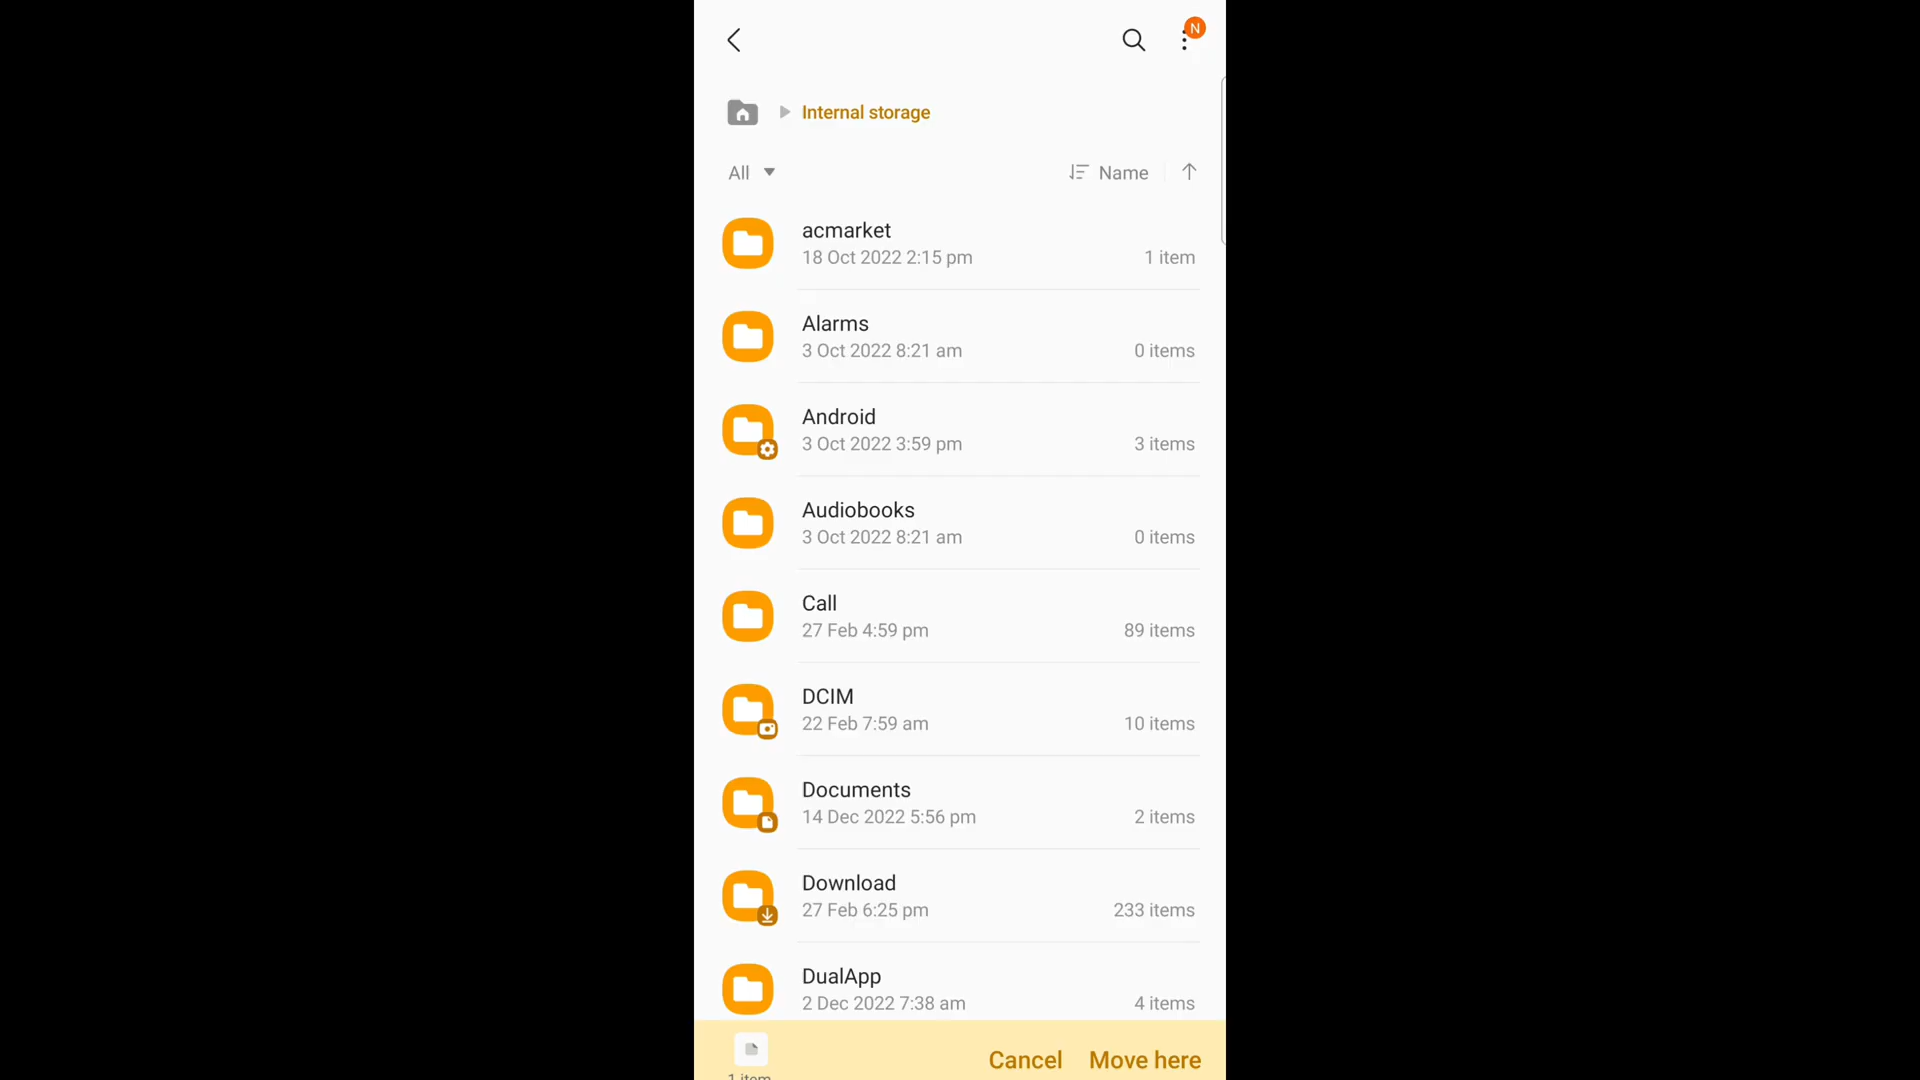 N
Internal storage
All
Name
acmarket
18 Oct 2022 2:15 pm
1 item
Alarms
3 Oct 2022 8:21 am
0 items
Android
3 Oct 2022 3:59 pm
3 items
Audiobooks
3 Oct 2022 8:21 am
0 items
Call
27 Feb 4:59 pm
89 items
DCIM
22 Feb 7:59 am
10 items
Documents
14 Dec 2022 5:56 pm
2 items
Download
27 Feb 6:25 pm
233 items
DualApp
2 Dec 2022 7:38 am
4 items
1 item
Cancel
Move here